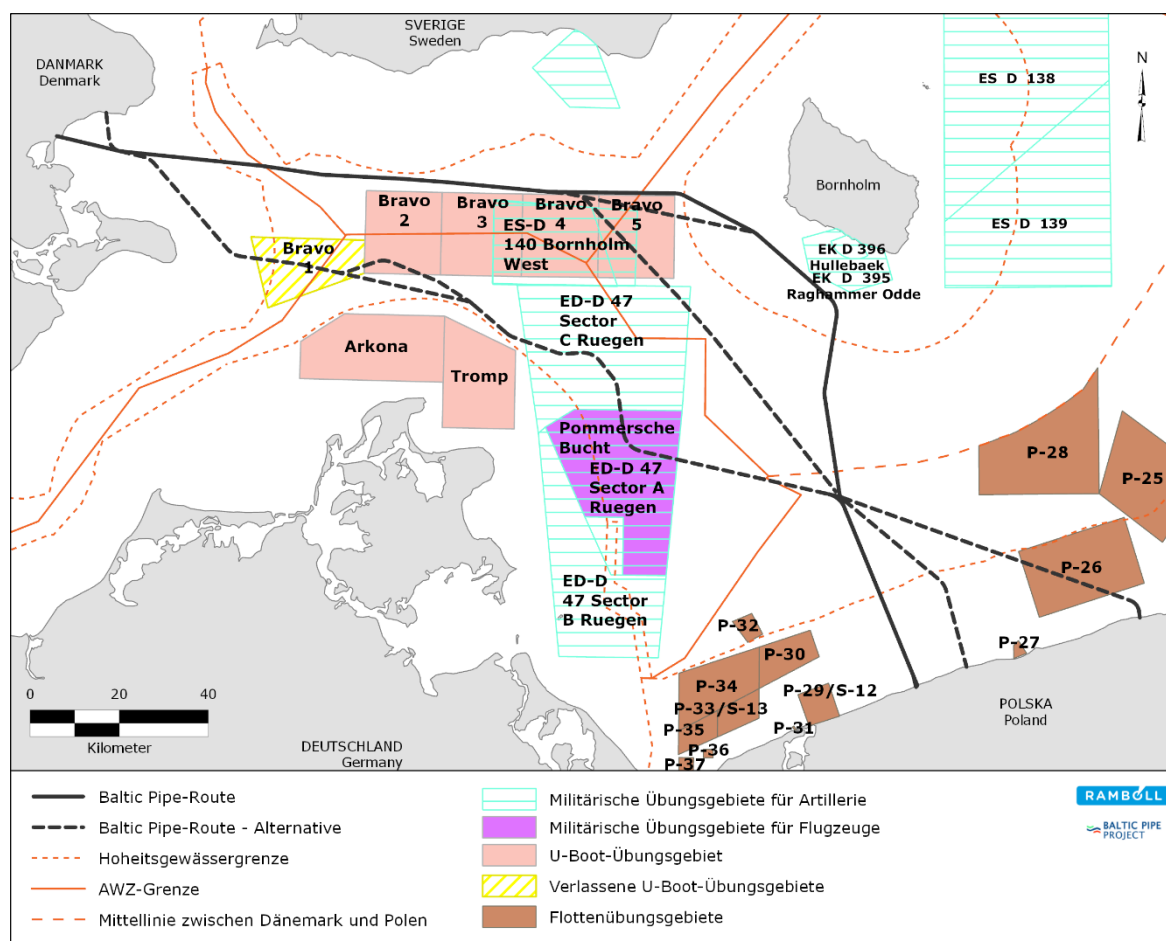 SVERIGE
Sweden
DANMARK
Denmark
N
ES D 138
Bornholm
ES D 139
Bravo
2
Bravo
3
Bravo
4
Bravo
5
ES-D
140 Bornholm
West
Bravo
1
EK D 396
Hullebaek
EK D 395
Raghammer Odde
ED-D 47
Sector
C Ruegen
Arkona
Tromp
Pommersche
Bucht
ED-D 47
Sector A
Ruegen
P-28
P-25
P-26
ED-D
47 Sector
B Ruegen
P-32
P-30
P-27
P-34
P-29/S-12
P-33/S-13
P-35
P-31
P-36
P-37
0 20 40
Kilometer
DEUTSCHLAND
Germany
POLSKA
Poland
Baltic Pipe-Route
Baltic Pipe-Route - Alternative
Hoheitsgewässergrenze
AWZ-Grenze
Mittellinie zwischen Dänemark und Polen
Militärische Übungsgebiete für Artillerie
Militärische Übungsgebiete für Flugzeuge
U-Boot-Übungsgebiet
Verlassene U-Boot-Übungsgebiete
Flottenübungsgebiete
RAMBOLL
BALTIC PIPE
PROJECT